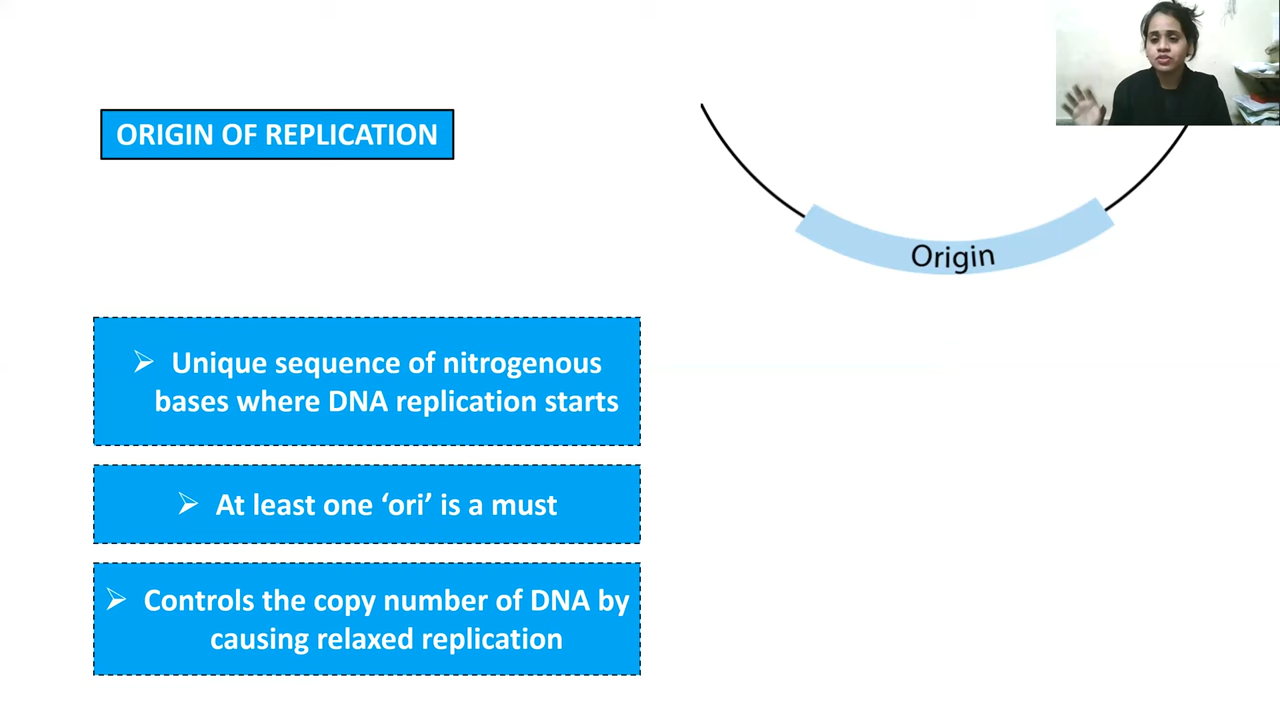 ORIGIN OF REPLICATION
Origin
➢ Unique sequence of nitrogenous
bases where DNA replication starts
➢ At least one ‘ori’ is a must
➢ Controls the copy number of DNA by
causing relaxed replication